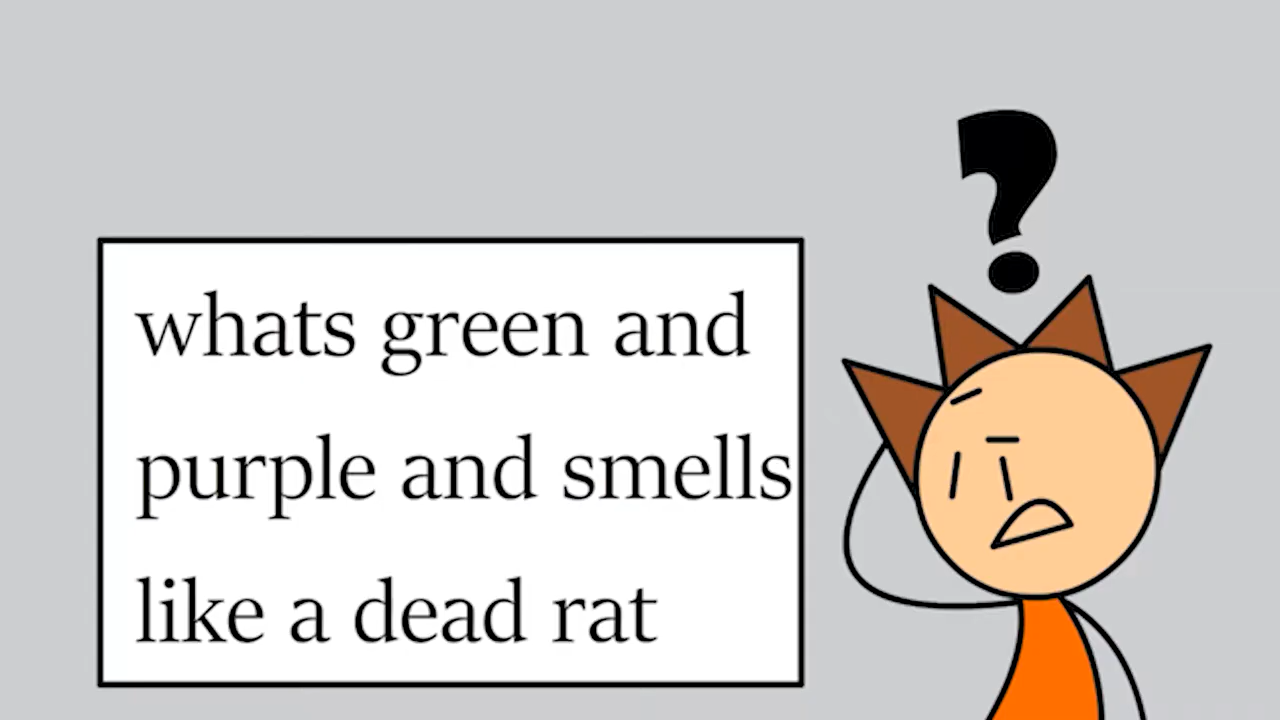 ?
whats green and
purple and smells
like a dead rat